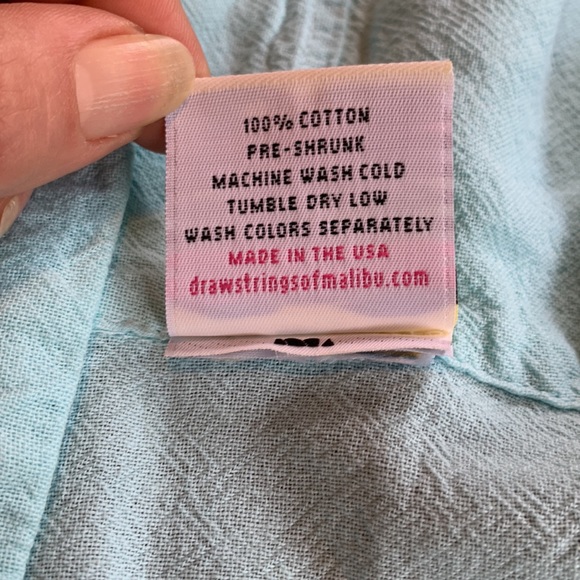 100% COTTON
PRE-SHRUNK
MACHINE WASH COLD
TUMBLE DRY LOW
WASH COLORS SEPARATELY
MADE IN THE USA
drawstringsofmalibu.com